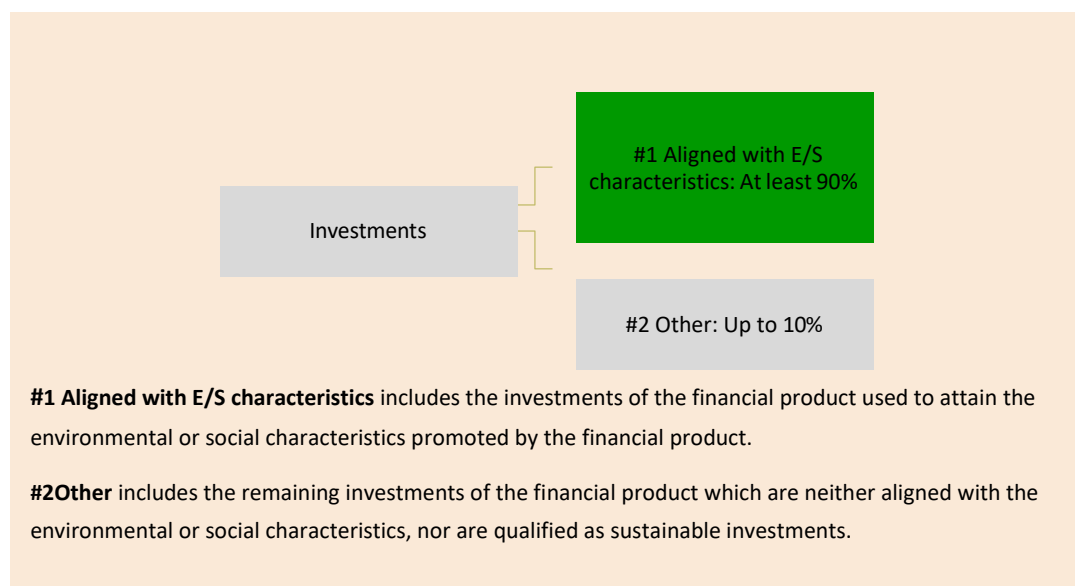 #1 Aligned with E/S
characteristics: At least 90%
Investments
#2 Other: Up to 10%
#1 Aligned with E/S characteristics includes the investments of the financial product used to attain the
environmental or social characteristics promoted by the financial product.
#2Other includes the remaining investments of the financial product which are neither aligned with the
environmental or social characteristics, nor are qualified as sustainable investments.